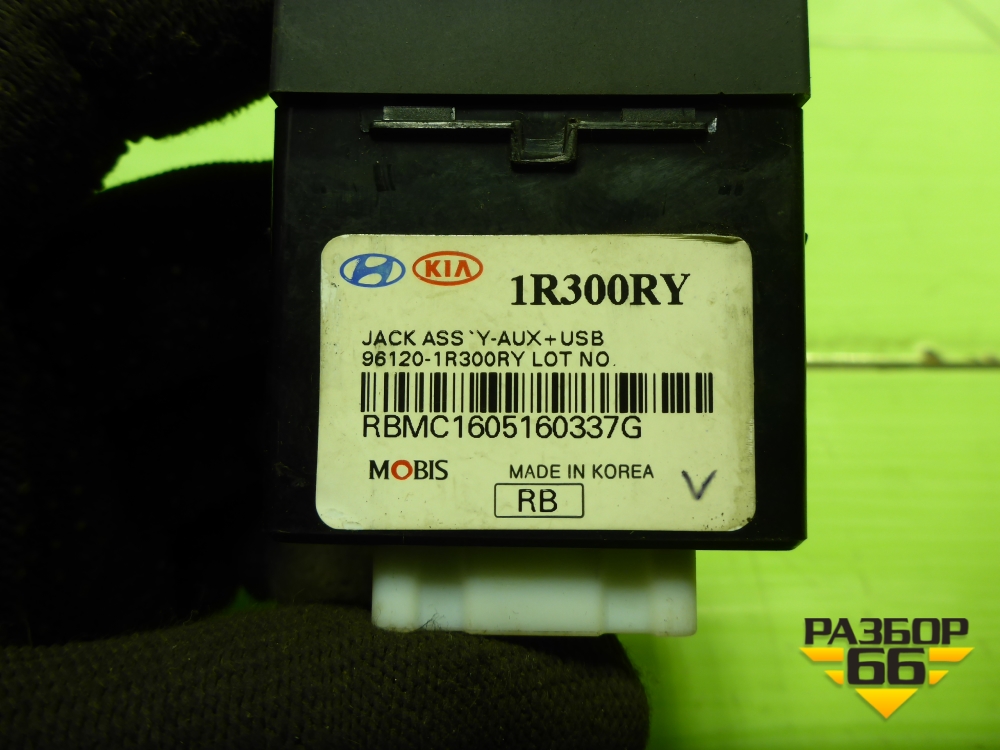 KIA 1R300RY
JACK ASS`Y-AUX+USB
96120-1R300RY LOT NO.
RBMC1605160337G
MOBIS MADE IN KOREA V
RB
РАЗБОР
66